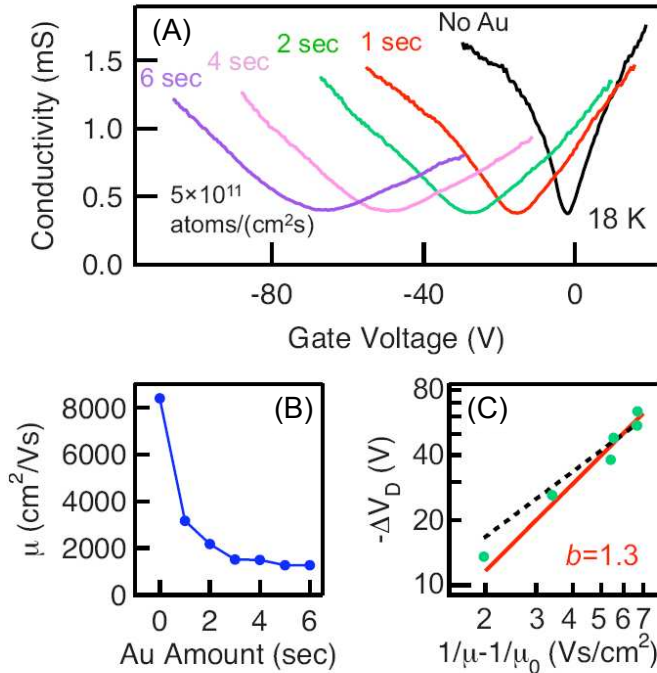 (A)
No Au
2 sec
1 sec
4 sec
6 sec
Conductivity (mS)
1.5
1.0
0.5
0.0
5×10¹¹
atoms/(cm²s)
18 K
-80
-40
0
Gate Voltage (V)
(B)
μ (cm²/Vs)
8000
6000
4000
2000
0
0
2
4
6
Au Amount (sec)
(C)
-ΔV_D (V)
80
40
20
10
b=1.3
2
3
4
5
6
7
1/μ-1/μ₀ (Vs/cm²)